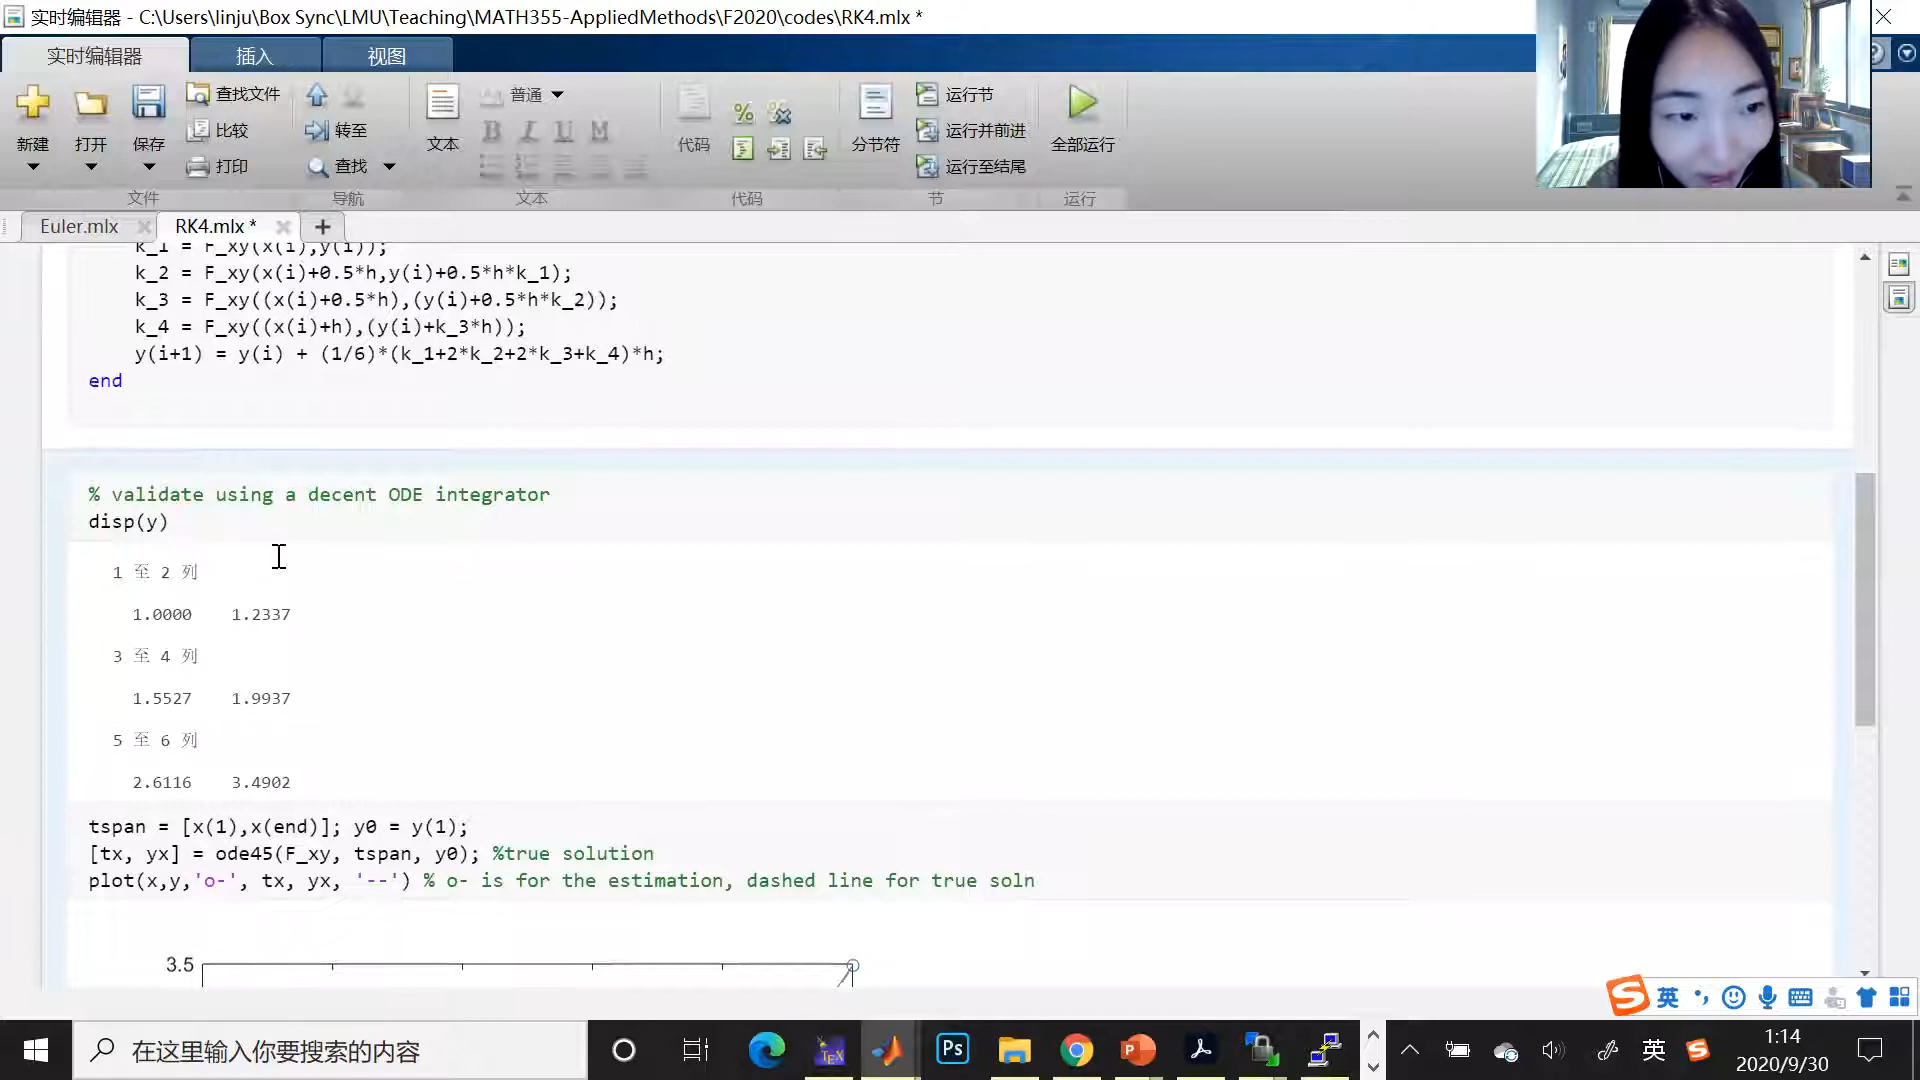 实时编辑器 - C:\Users\linju\Box Sync\LMU\Teaching\MATH355-AppliedMethods\F2020\codes\RK4.mlx *
实时编辑器 插入 视图
新建 打开 保存 查找文件 比较 打印 转至 查找 文本 普通 B I U M 代码 分节符 运行节 运行并前进 运行至结尾 全部运行
文件 导航 文本 代码 节 运行
Euler.mlx RK4.mlx *
k_1 = F_xy(x(i),y(i));
k_2 = F_xy(x(i)+0.5*h,y(i)+0.5*h*k_1);
k_3 = F_xy((x(i)+0.5*h),(y(i)+0.5*h*k_2));
k_4 = F_xy((x(i)+h),(y(i)+k_3*h));
y(i+1) = y(i) + (1/6)*(k_1+2*k_2+2*k_3+k_4)*h;
end
% validate using a decent ODE integrator
disp(y)
1 至 2 列
1.0000 1.2337
3 至 4 列
1.5527 1.9937
5 至 6 列
2.6116 3.4902
tspan = [x(1),x(end)]; y0 = y(1);
[tx, yx] = ode45(F_xy, tspan, y0); %true solution
plot(x,y,'o-', tx, yx, '--') % o- is for the estimation, dashed line for true soln
3.5
英
在这里输入你要搜索的内容
TEX
Ps
P
英
1:14
2020/9/30